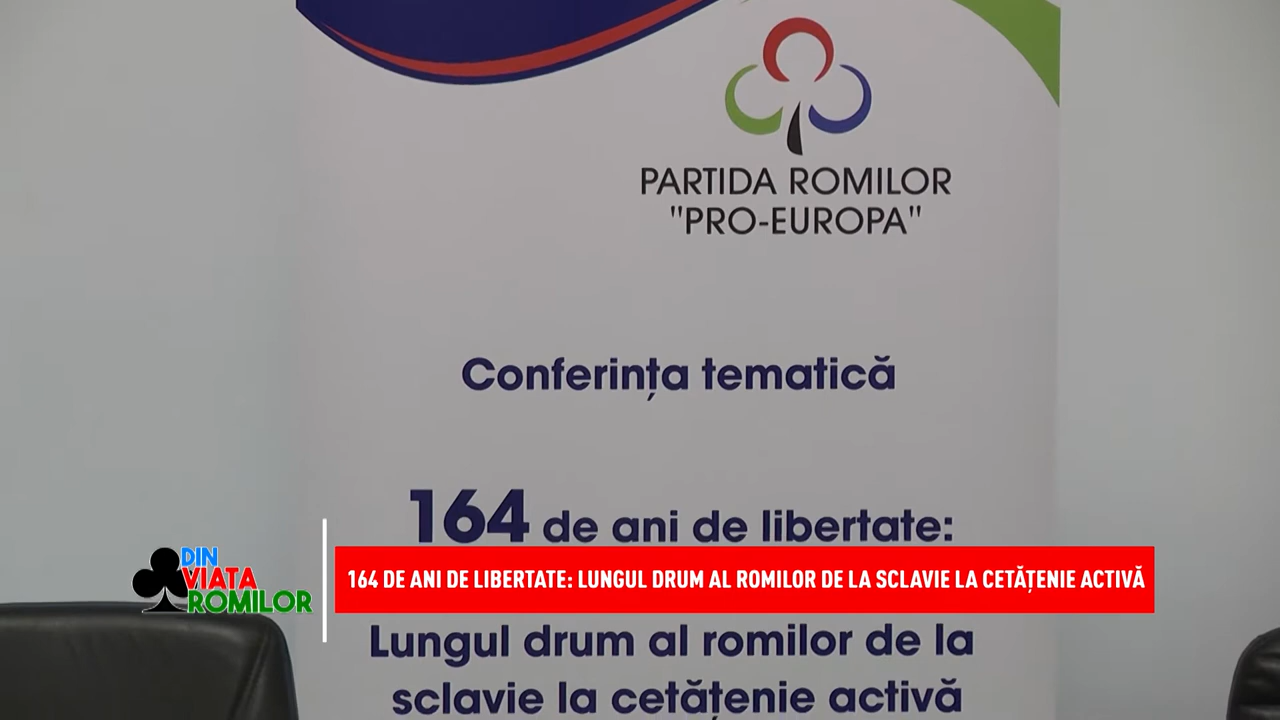 PARTIDA ROMILOR
"PRO-EUROPA"
Conferința tematică
164 de ani de libertate:
DIN
VIATA
ROMILOR
164 DE ANI DE LIBERTATE: LUNGUL DRUM AL ROMILOR DE LA SCLAVIE LA CETĂȚENIE ACTIVĂ
Lungul drum al romilor de la
sclavie la cetățenie activă